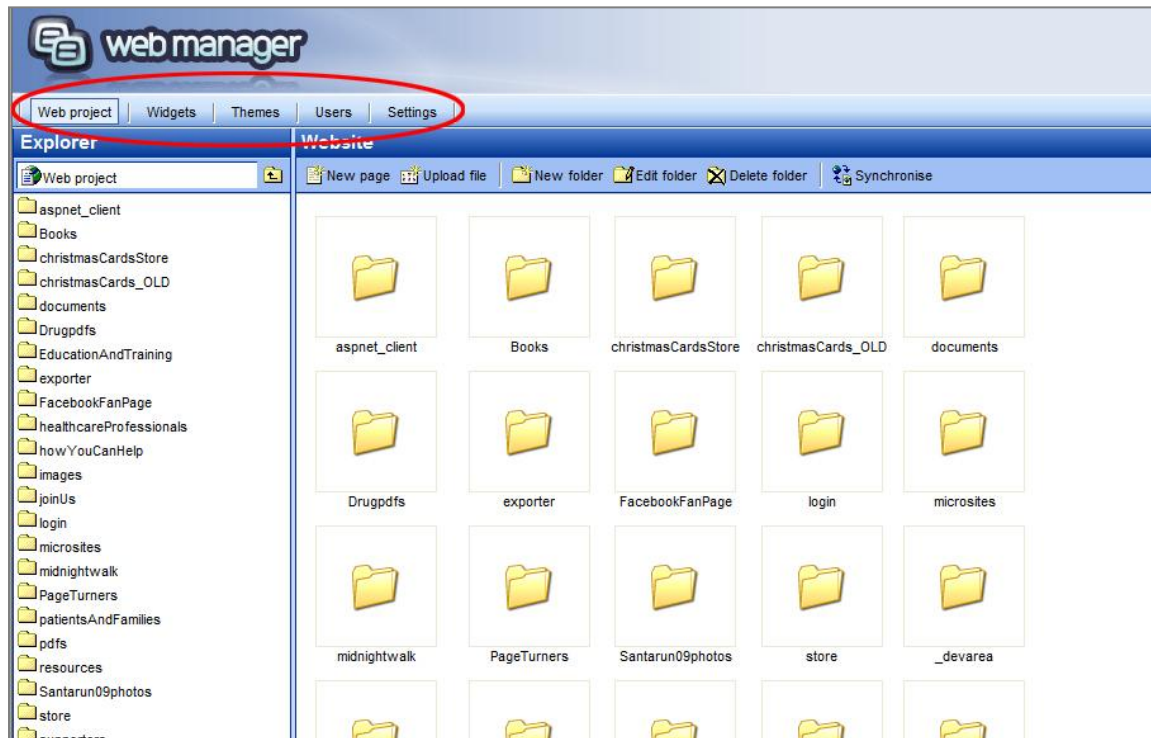 web manager
Web project Widgets Themes Users Settings
Explorer
Website
Web project
New page Upload file New folder Edit folder Delete folder Synchronise
aspnet_client
Books
christmasCardsStore
christmasCards_OLD
documents
Drugpdfs
EducationAndTraining
exporter
FacebookFanPage
healthcareProfessionals
howYouCanHelp
images
joinUs
login
microsites
midnightwalk
PageTurners
patientsAndFamilies
pdfs
resources
Santarun09photos
store
aspnet_client Books christmasCardsStore christmasCards_OLD documents
Drugpdfs exporter FacebookFanPage login microsites
midnightwalk PageTurners Santarun09photos store _devarea